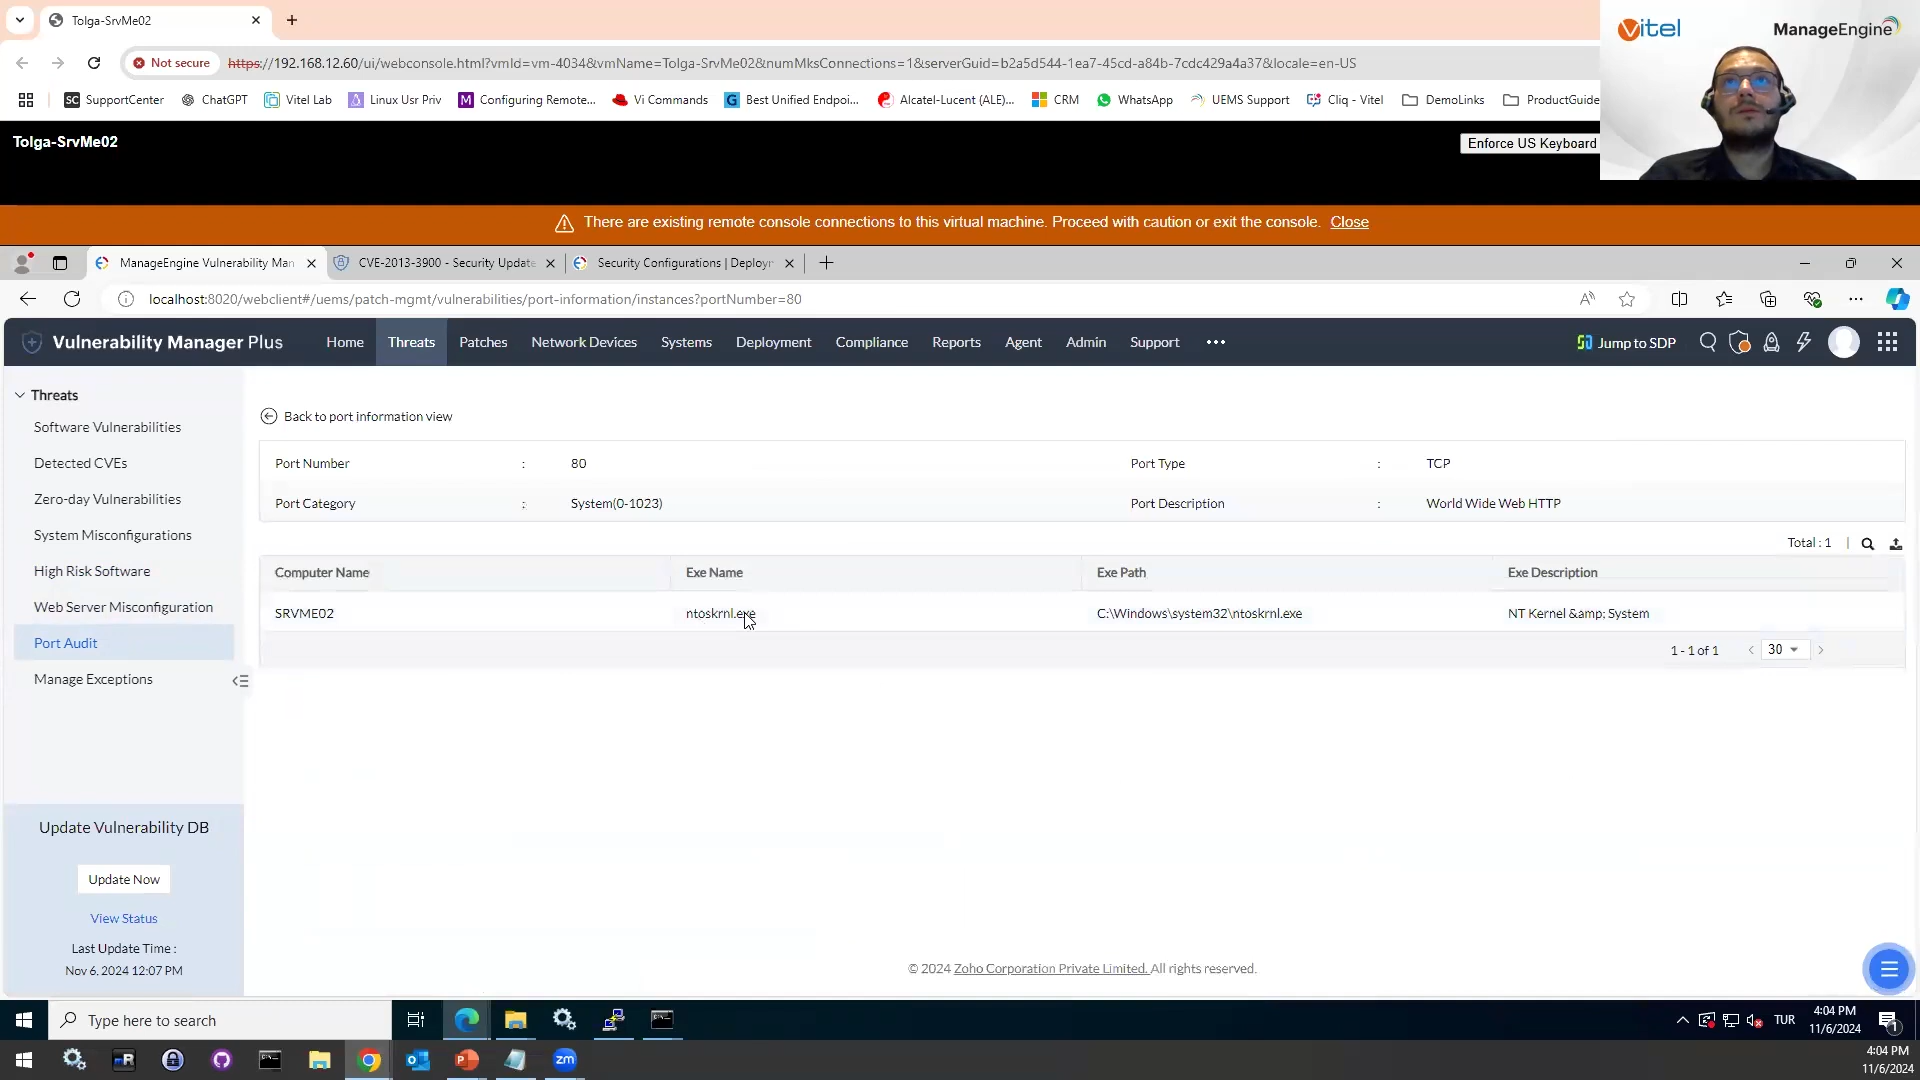 Tolga-SrvMe02
Vitel
ManageEngine
Not secure
https://192.168.12.60/ui/webconsole.html?vmId=vm-4034&vmName=Tolga-SrvMe02&numMksConnections=1&serverGuid=b2a5d544-1ea7-45cd-a84b-7cdc429a4a37&locale=en-US
SupportCenter ChatGPT Vitel Lab Linux Usr Priv Configuring Remote... Vi Commands Best Unified Endpoi... Alcatel-Lucent (ALE)... CRM WhatsApp UEMS Support Cliq - Vitel DemoLinks ProductGuide
Tolga-SrvMe02
Enforce US Keyboard
There are existing remote console connections to this virtual machine. Proceed with caution or exit the console. Close
ManageEngine Vulnerability Man CVE-2013-3900 - Security Update Security Configurations | Deploy
localhost:8020/webclient#/uems/patch-mgmt/vulnerabilities/port-information/instances?portNumber=80
Vulnerability Manager Plus Home Threats Patches Network Devices Systems Deployment Compliance Reports Agent Admin Support ••• Jump to SDP
Threats
Software Vulnerabilities
Detected CVEs
Zero-day Vulnerabilities
System Misconfigurations
High Risk Software
Web Server Misconfiguration
Port Audit
Manage Exceptions
Update Vulnerability DB
Update Now
View Status
Last Update Time :
Nov 6, 2024 12:07 PM
Back to port information view
Port Number : 80 Port Type : TCP
Port Category : System(0-1023) Port Description : World Wide Web HTTP
Total : 1
Computer Name Exe Name Exe Path Exe Description
SRVME02 ntoskrnl.exe C:\Windows\system32\ntoskrnl.exe NT Kernel &amp; System
1 - 1 of 1 30
© 2024 Zoho Corporation Private Limited. All rights reserved.
Type here to search
TUR
4:04 PM
11/6/2024
1
4:04 PM
11/6/2024